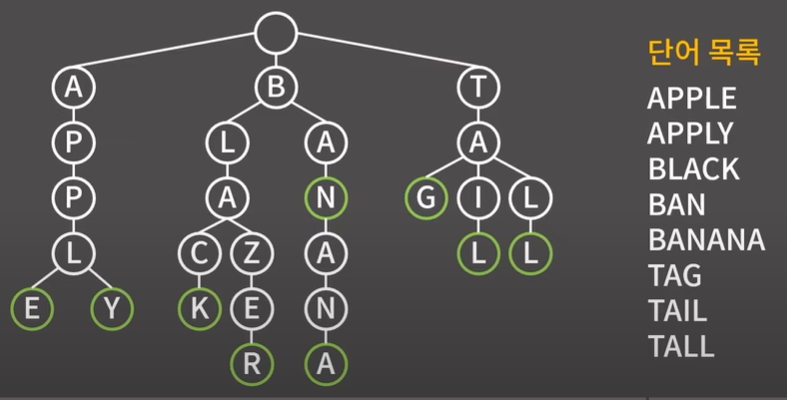 A B T
P L A A
P A N G I L
L C Z A L L
E Y K E N
R A
단어 목록
APPLE
APPLY
BLACK
BAN
BANANA
TAG
TAIL
TALL